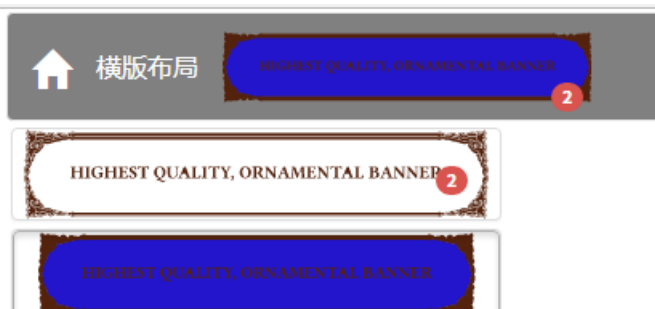 横版布局
HIGHEST QUALITY, ORNAMENTAL BANNER
2
HIGHEST QUALITY, ORNAMENTAL BANNER
2
HIGHEST QUALITY, ORNAMENTAL BANNER